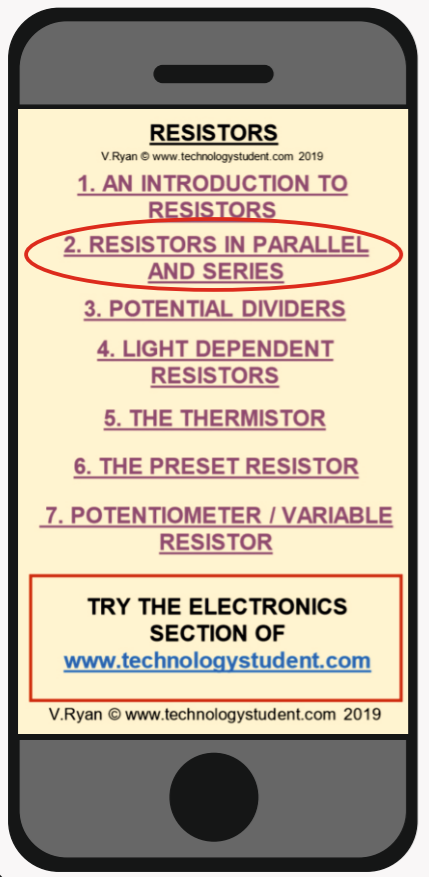 RESISTORS
V.Ryan © www.technologystudent.com 2019
1. AN INTRODUCTION TO
RESISTORS
2. RESISTORS IN PARALLEL
AND SERIES
3. POTENTIAL DIVIDERS
4. LIGHT DEPENDENT
RESISTORS
5. THE THERMISTOR
6. THE PRESET RESISTOR
7. POTENTIOMETER / VARIABLE
RESISTOR
TRY THE ELECTRONICS
SECTION OF
www.technologystudent.com
V.Ryan © www.technologystudent.com 2019